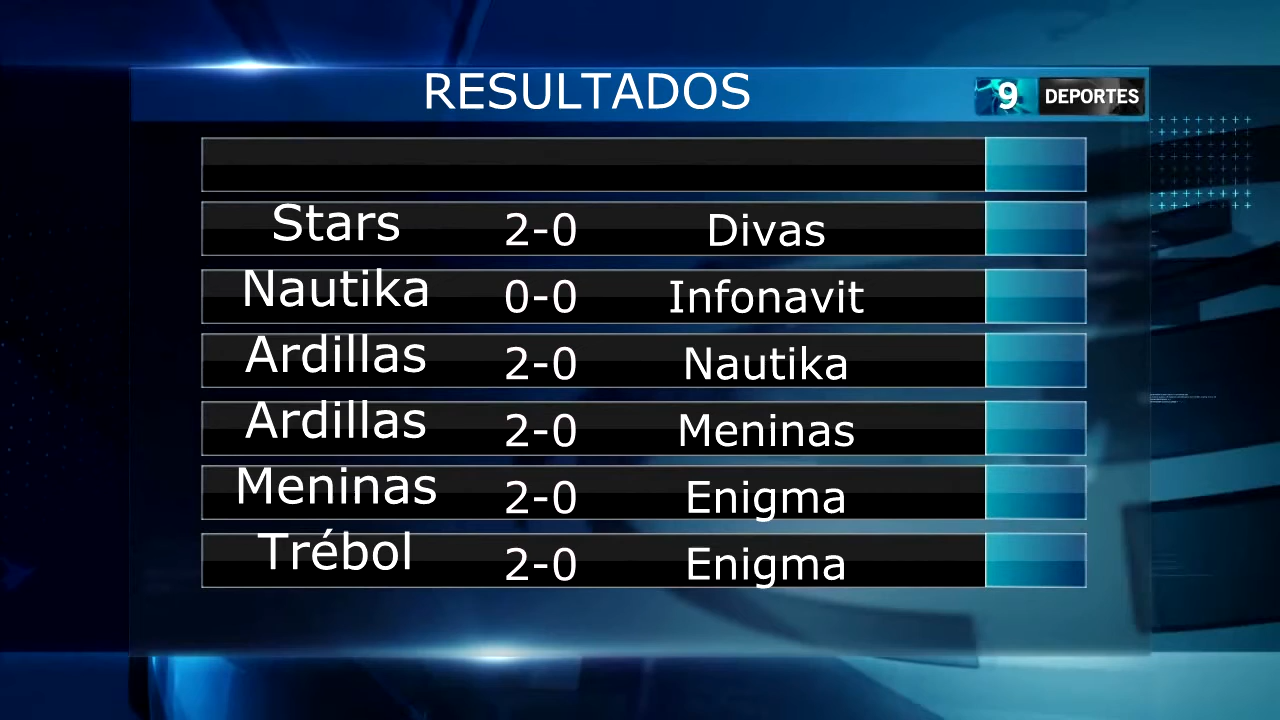 RESULTADOS
9 DEPORTES
Stars 2-0 Divas
Nautika 0-0 Infonavit
Ardillas 2-0 Nautika
Ardillas 2-0 Meninas
Meninas 2-0 Enigma
Trébol 2-0 Enigma